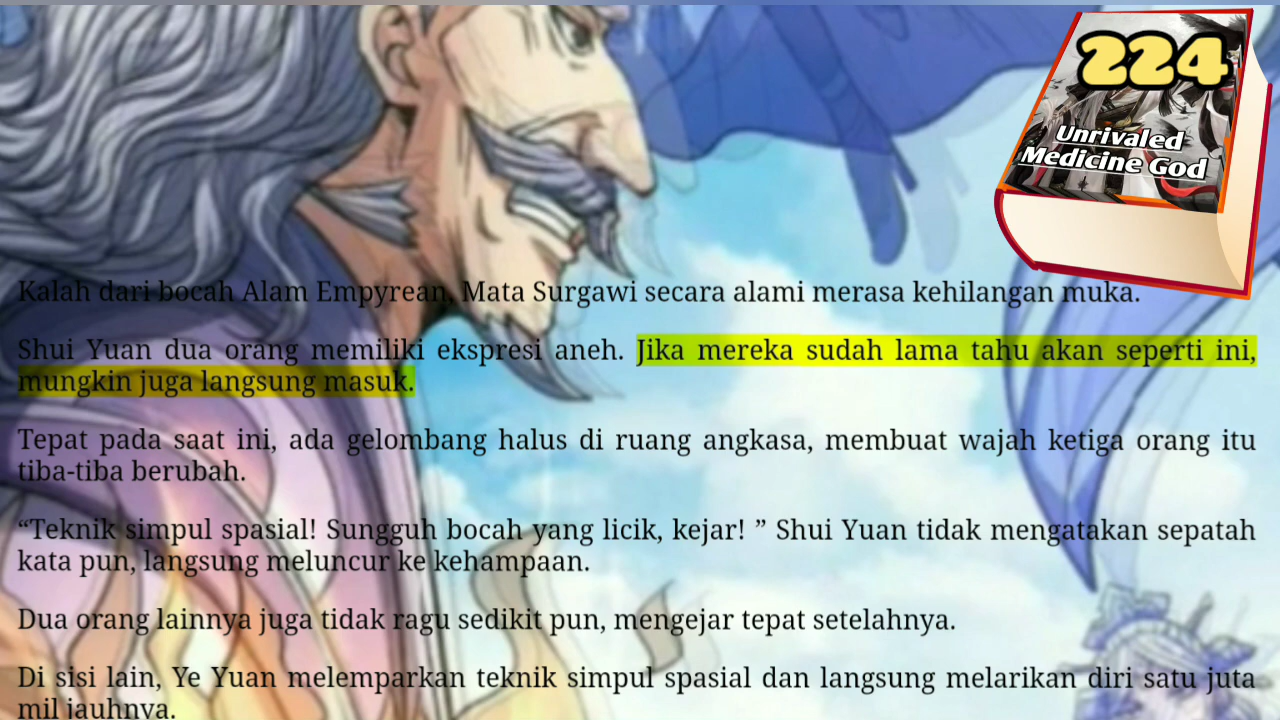 224
Unrivaled
Medicine God
Kalah dari bocah Alam Empyrean, Mata Surgawi secara alami merasa kehilangan muka.
Shui Yuan dua orang memiliki ekspresi aneh. Jika mereka sudah lama tahu akan seperti ini,
mungkin juga langsung masuk.
Tepat pada saat ini, ada gelombang halus di ruang angkasa, membuat wajah ketiga orang itu
tiba-tiba berubah.
“Teknik simpul spasial! Sungguh bocah yang licik, kejar! ” Shui Yuan tidak mengatakan sepatah
kata pun, langsung meluncur ke kehampaan.
Dua orang lainnya juga tidak ragu sedikit pun, mengejar tepat setelahnya.
Di sisi lain, Ye Yuan melemparkan teknik simpul spasial dan langsung melarikan diri satu juta
mil jauhnya.